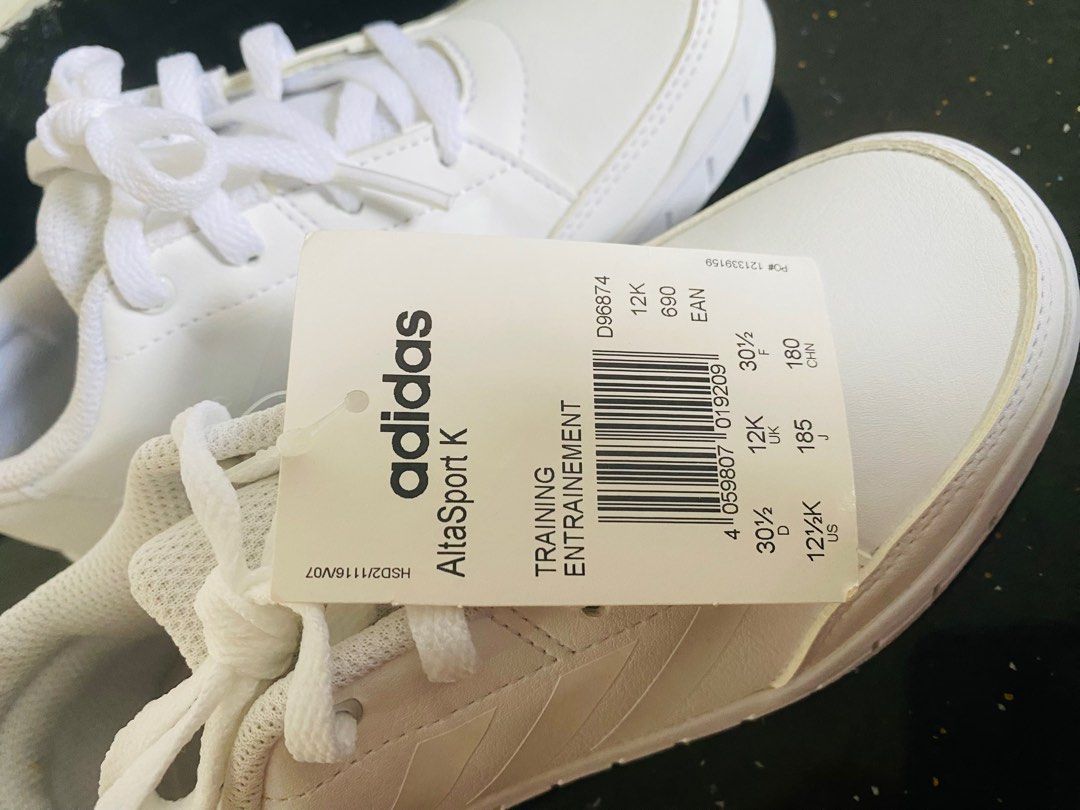 adidas
AltaSport K
TRAINING
ENTRAINEMENT
D96874
12K
690
EAN
4 059807 019209
30½ D
12K UK
30½ F
12½K US
185 J
180 CHN
HSD2/1116/V07
PO# 121339159